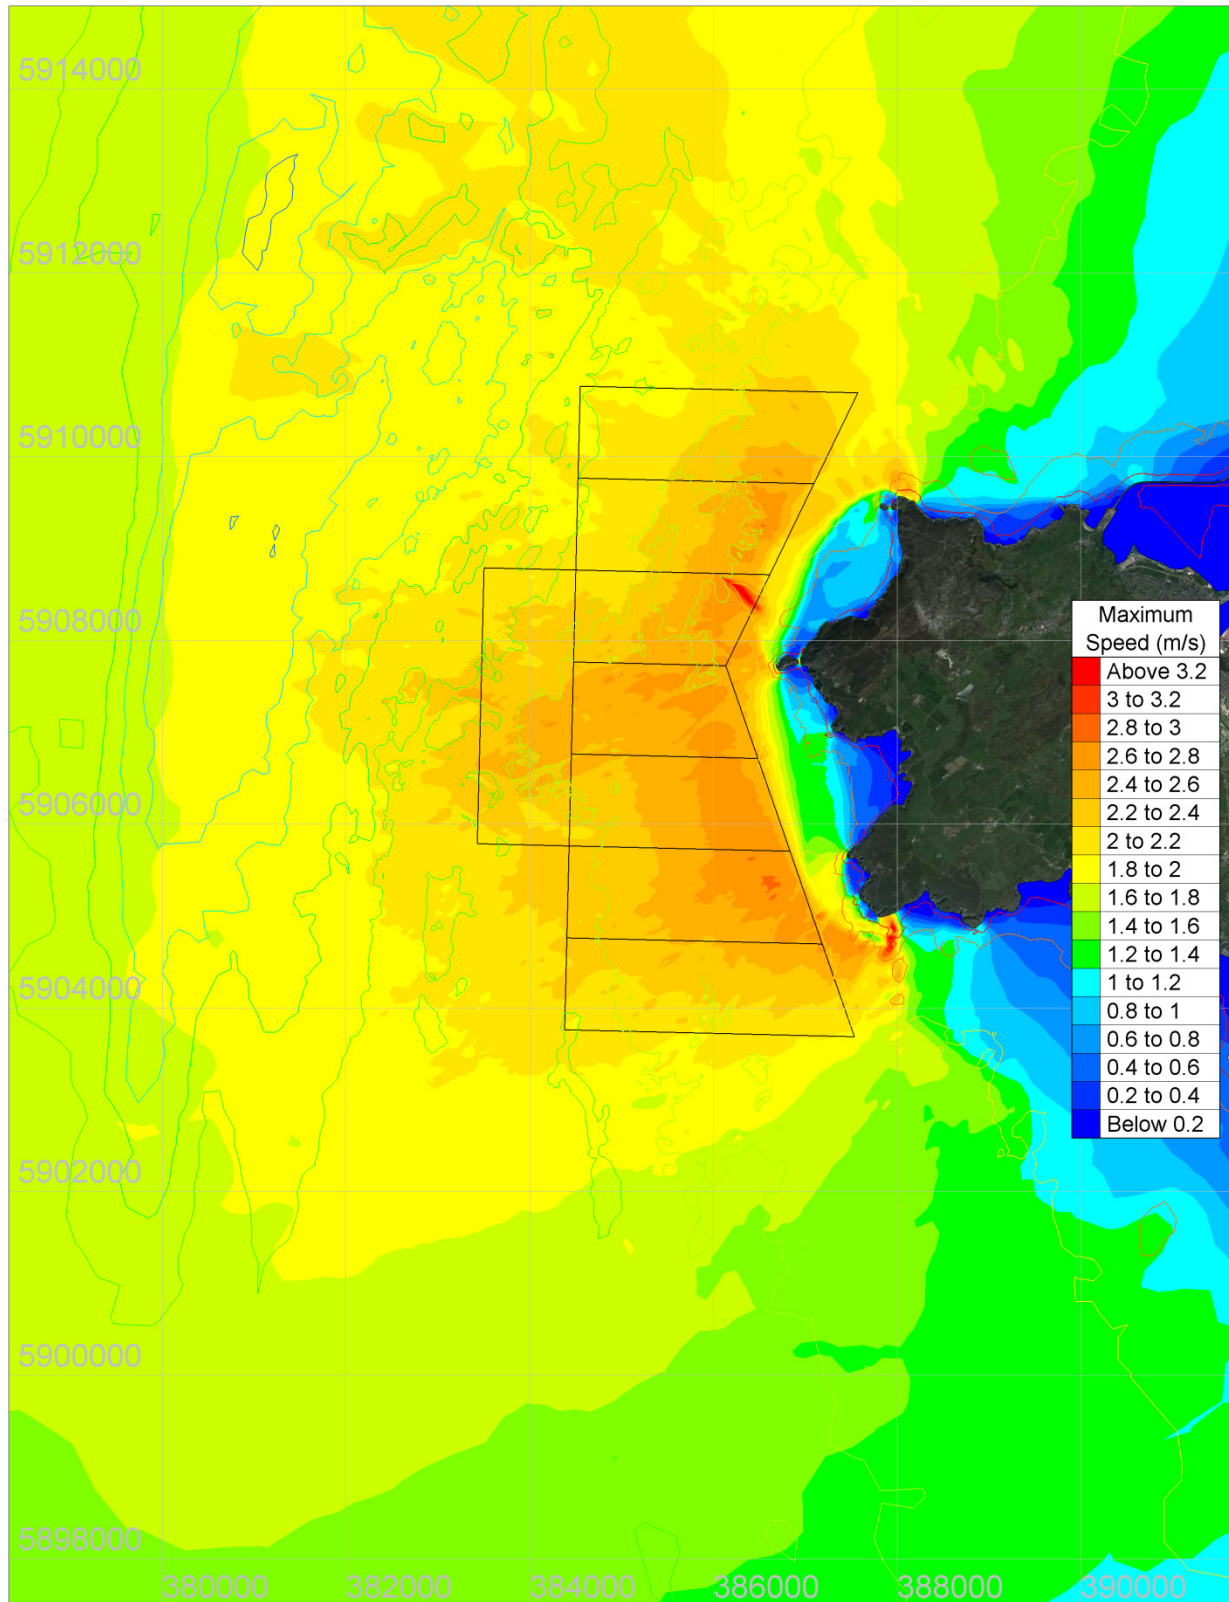 5914000
5912000
5910000
5908000
5906000
5904000
5902000
5900000
5898000
380000 382000 384000 386000 388000 390000
Maximum
Speed (m/s)
Above 3.2
3 to 3.2
2.8 to 3
2.6 to 2.8
2.4 to 2.6
2.2 to 2.4
2 to 2.2
1.8 to 2
1.6 to 1.8
1.4 to 1.6
1.2 to 1.4
1 to 1.2
0.8 to 1
0.6 to 0.8
0.4 to 0.6
0.2 to 0.4
Below 0.2